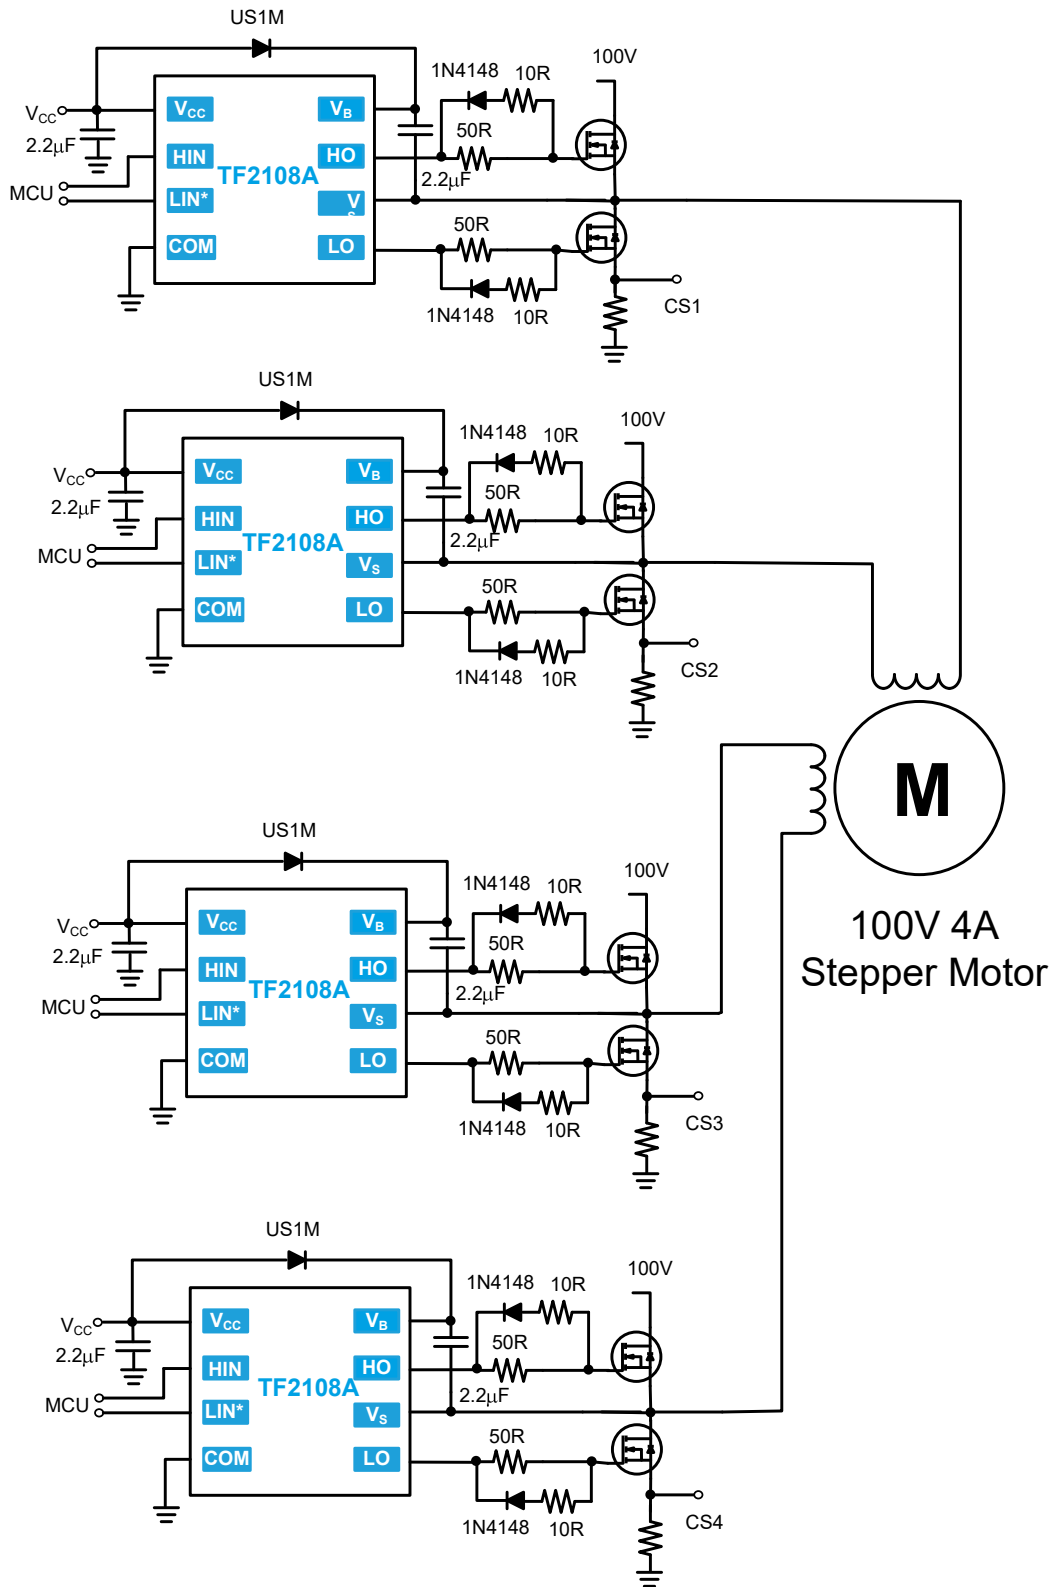 US1M
100V
1N4148
10R
VCC
VCC
VB
50R
2.2μF
HIN
HO
TF2108A
2.2μF
MCU
LIN*
VS
50R
COM
LO
CS1
1N4148
10R
US1M
100V
1N4148
10R
VCC
VCC
VB
50R
2.2μF
HIN
HO
TF2108A
2.2μF
MCU
LIN*
VS
50R
COM
LO
CS2
1N4148
10R
M
100V 4A
Stepper Motor
US1M
100V
1N4148
10R
VCC
VCC
VB
50R
2.2μF
HIN
HO
TF2108A
2.2μF
MCU
LIN*
VS
50R
COM
LO
CS3
1N4148
10R
US1M
100V
1N4148
10R
VCC
VCC
VB
50R
2.2μF
HIN
HO
TF2108A
2.2μF
MCU
LIN*
VS
50R
COM
LO
CS4
1N4148
10R